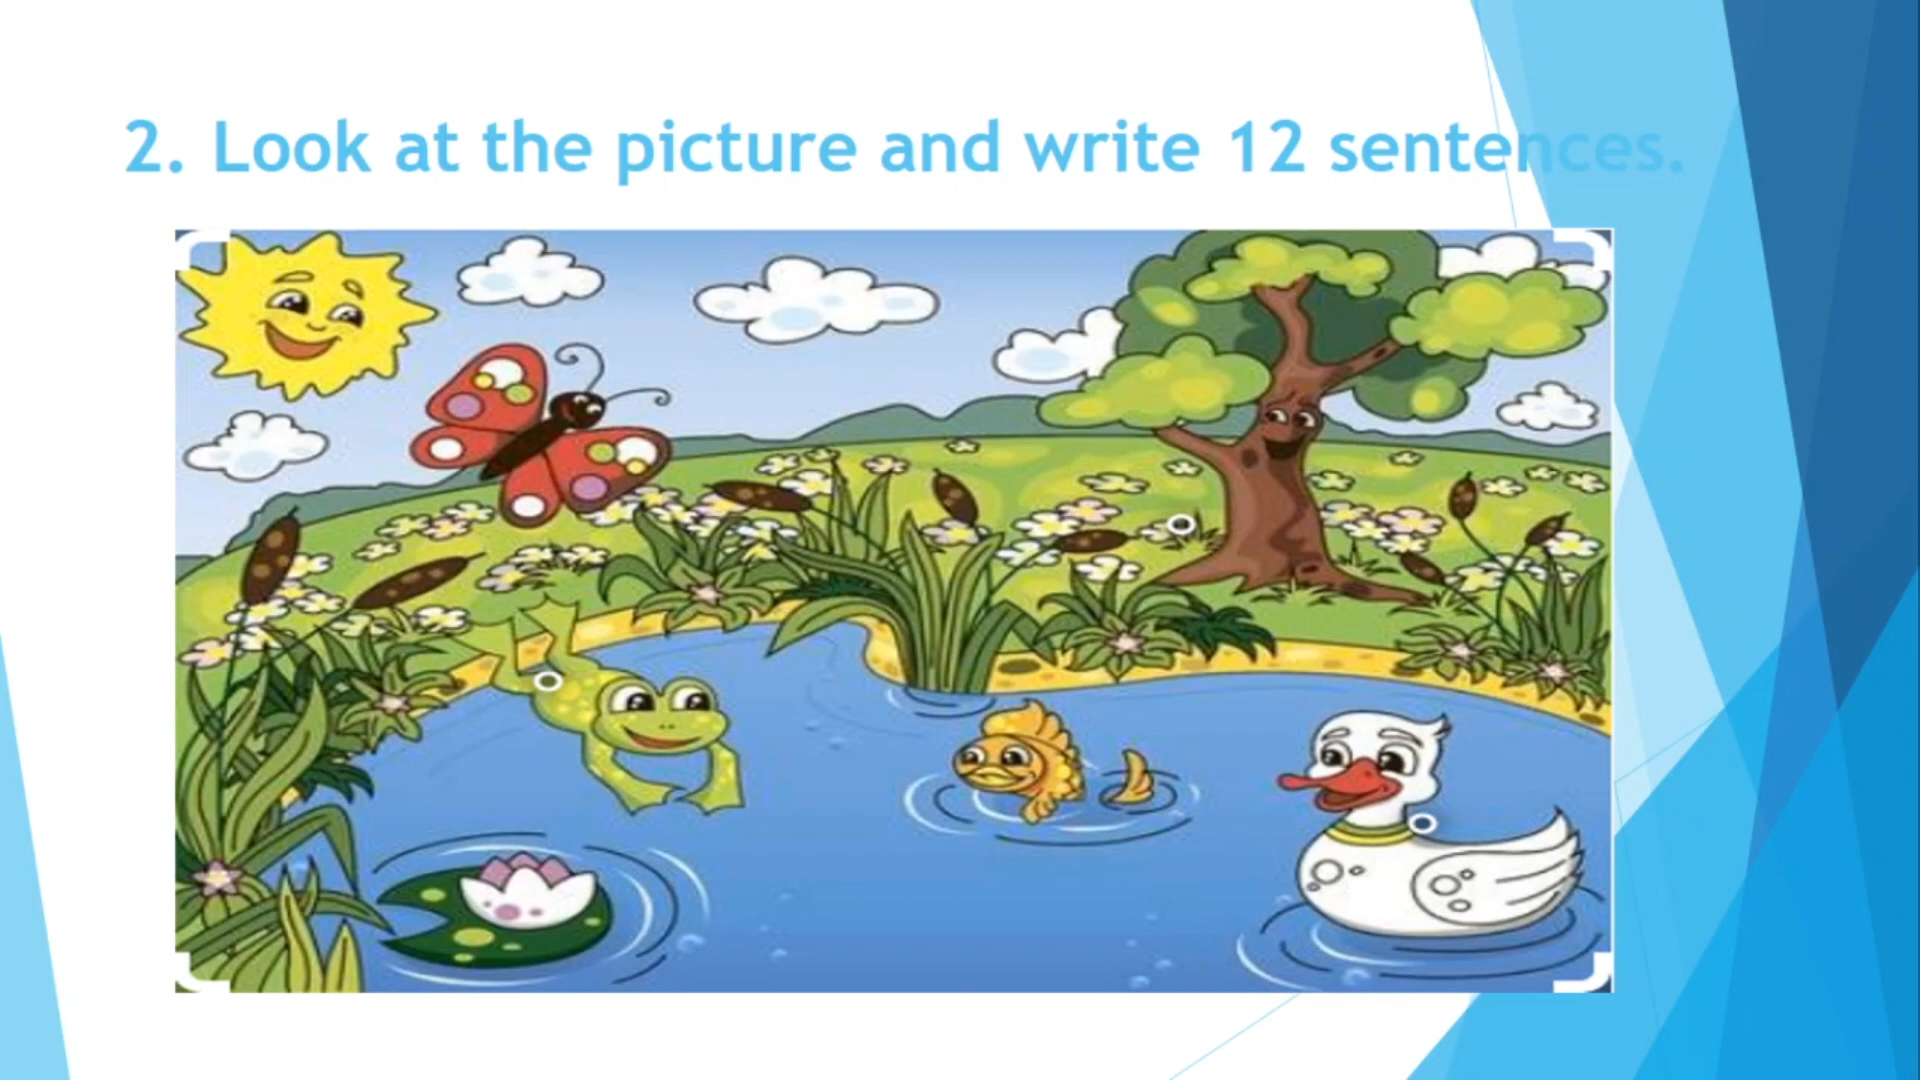 2. Look at the picture and write 12 sentences.